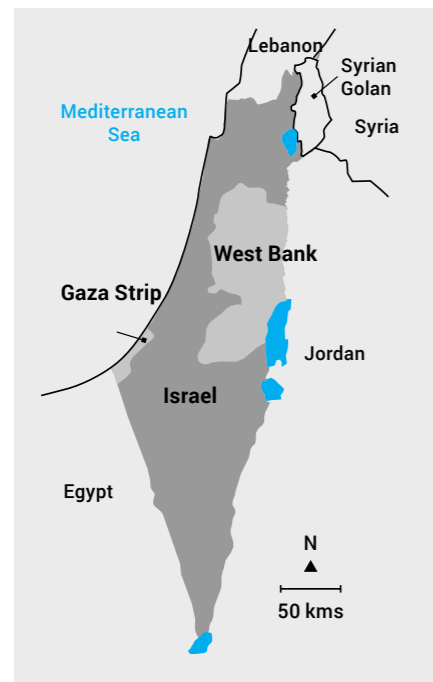 Lebanon
Syrian
Golan
Mediterranean
Sea
Syria
West Bank
Gaza Strip
Jordan
Israel
Egypt
N
50 kms